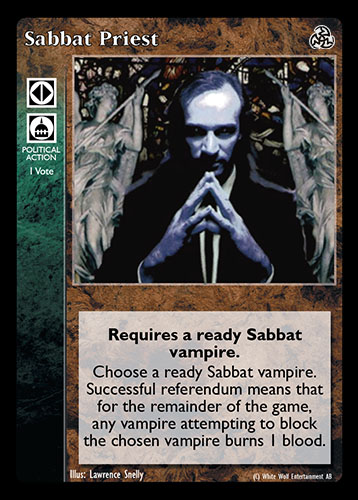 Sabbat Priest
POLITICAL
ACTION
1 Vote
Requires a ready Sabbat
vampire.
Choose a ready Sabbat vampire.
Successful referendum means that
for the remainder of the game,
any vampire attempting to block
the chosen vampire burns 1 blood.
Illus: Lawrence Snelly
(C) White Wolf Entertainment AB